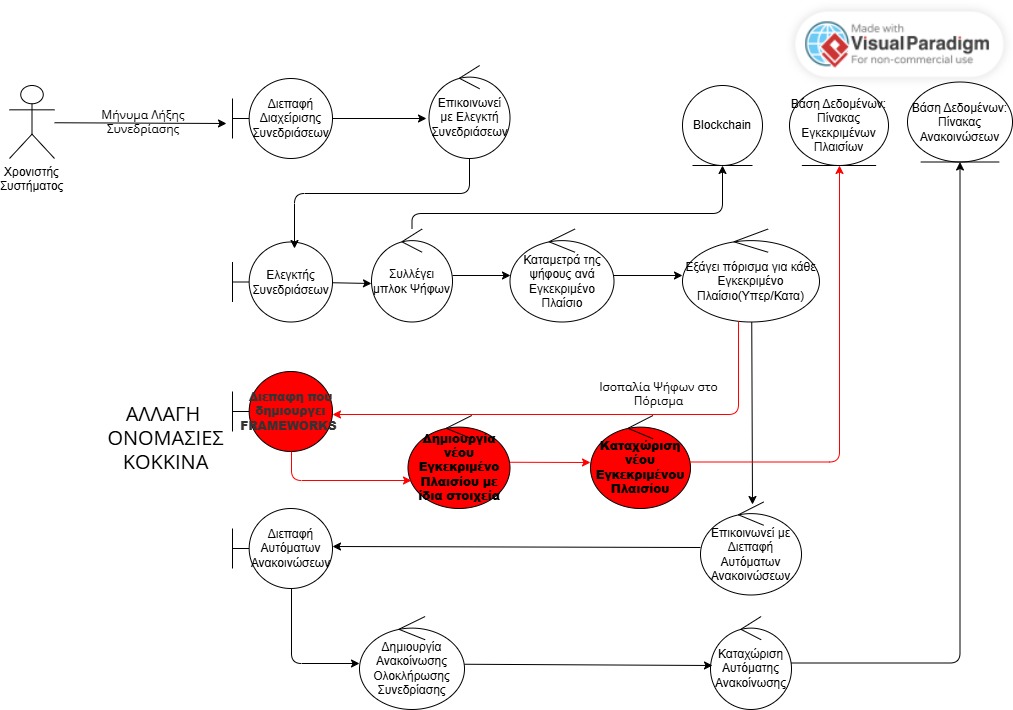 Made with
Visual Paradigm
For non-commercial use
Μήνυμα Λήξης
Συνεδρίασης
Χρονιστής
Συστήματος
Διεπαφή
Διαχείρισης
Συνεδριάσεων
Επικοινωνεί
με Ελεγκτή
Συνεδριάσεων
Blockchain
Βάση Δεδομένων:
Πίνακας
Εγκεκριμένων
Πλαισίων
Βάση Δεδομένων:
Πίνακας
Ανακοινώσεων
Ελεγκτής
Συνεδριάσεων
Συλλέγει
μπλοκ Ψήφων
Καταμετρά της
ψήφους ανά
Εγκεκριμένο
Πλαίσιο
Εξάγει πόρισμα για κάθε
Εγκεκριμένο
Πλαίσιο(Υπερ/Κατα)
Ισοπαλία Ψήφων στο
Πόρισμα
ΑΛΛΑΓΗ
ΟΝΟΜΑΣΙΕΣ
ΚΟΚΚΙΝΑ
Διεπαφη που
δημιουργει
FRAMEWORKS
Δημιουργία
νέου
Εγκεκριμένο
Πλαισίου με
ίδια στοιχεία
Καταχώριση
νέου
Εγκεκριμένου
Πλαισίου
Διεπαφή
Αυτόματων
Ανακοινώσεων
Επικοινωνεί με
Διεπαφή
Αυτόματων
Ανακοινώσεων
Δημιουργία
Ανακοίνωσης
Ολοκλήρωσης
Συνεδρίασης
Καταχώριση
Αυτόματης
Ανακοίνωσης